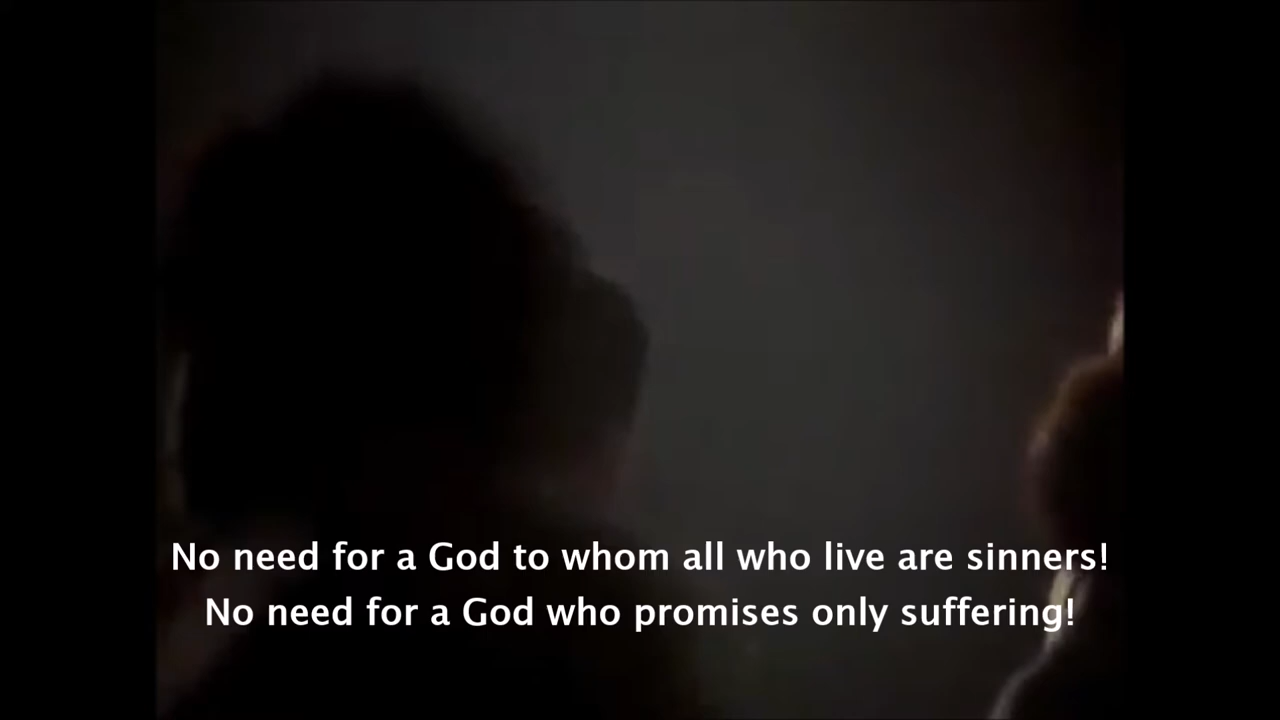 No need for a God to whom all who live are sinners!
No need for a God who promises only suffering!